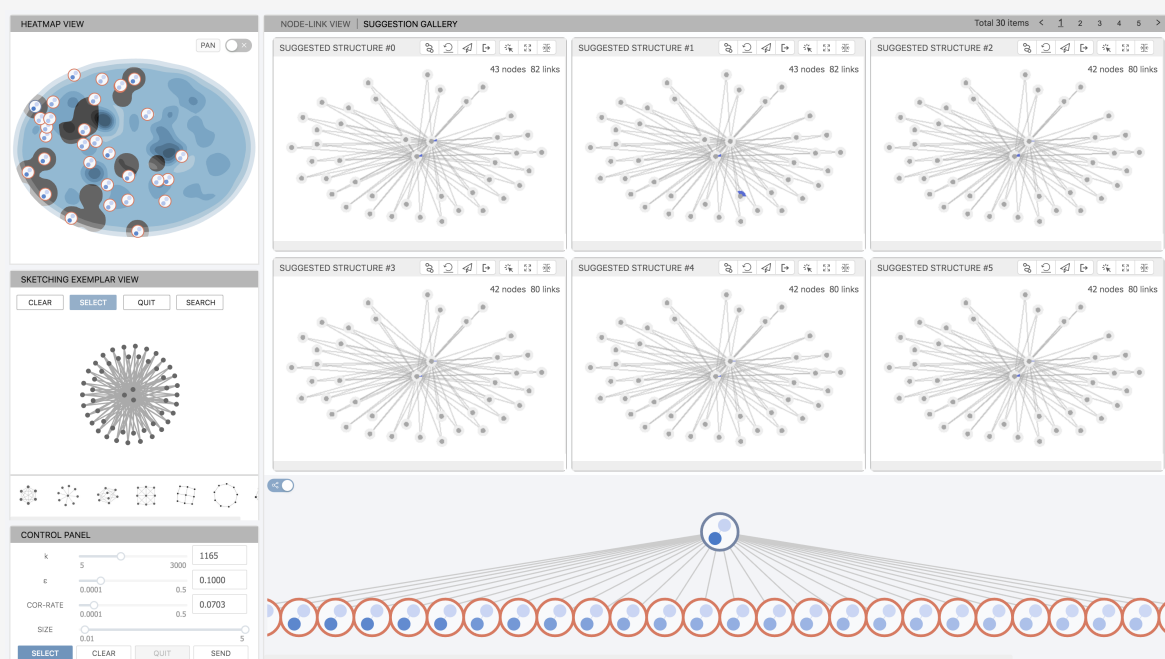 HEATMAP VIEW
PAN
SKETCHING EXEMPLAR VIEW
CLEAR SELECT QUIT SEARCH
CONTROL PANEL
k 1165
5 3000
ε 0.1000
0.0001 0.5
COR-RATE 0.0703
0.0001 0.5
SIZE
0.01 5
SELECT CLEAR QUIT SEND
NODE-LINK VIEW | SUGGESTION GALLERY
Total 30 items < 1 2 3 4 5 >
SUGGESTED STRUCTURE #0
43 nodes 82 links
SUGGESTED STRUCTURE #1
43 nodes 82 links
SUGGESTED STRUCTURE #2
42 nodes 80 links
SUGGESTED STRUCTURE #3
42 nodes 80 links
SUGGESTED STRUCTURE #4
42 nodes 80 links
SUGGESTED STRUCTURE #5
42 nodes 80 links